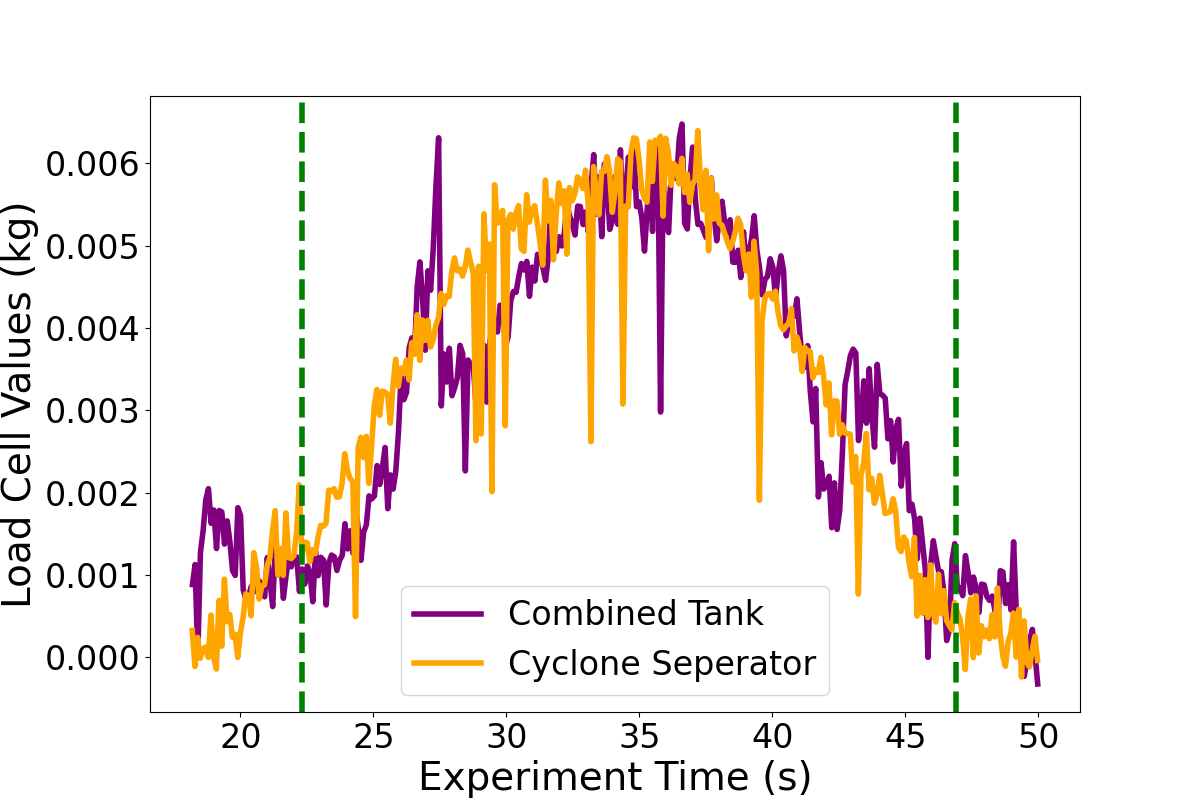 Load Cell Values (kg)
0.006
0.005
0.004
0.003
0.002
0.001
0.000
Combined Tank
Cyclone Seperator
20 25 30 35 40 45 50
Experiment Time (s)